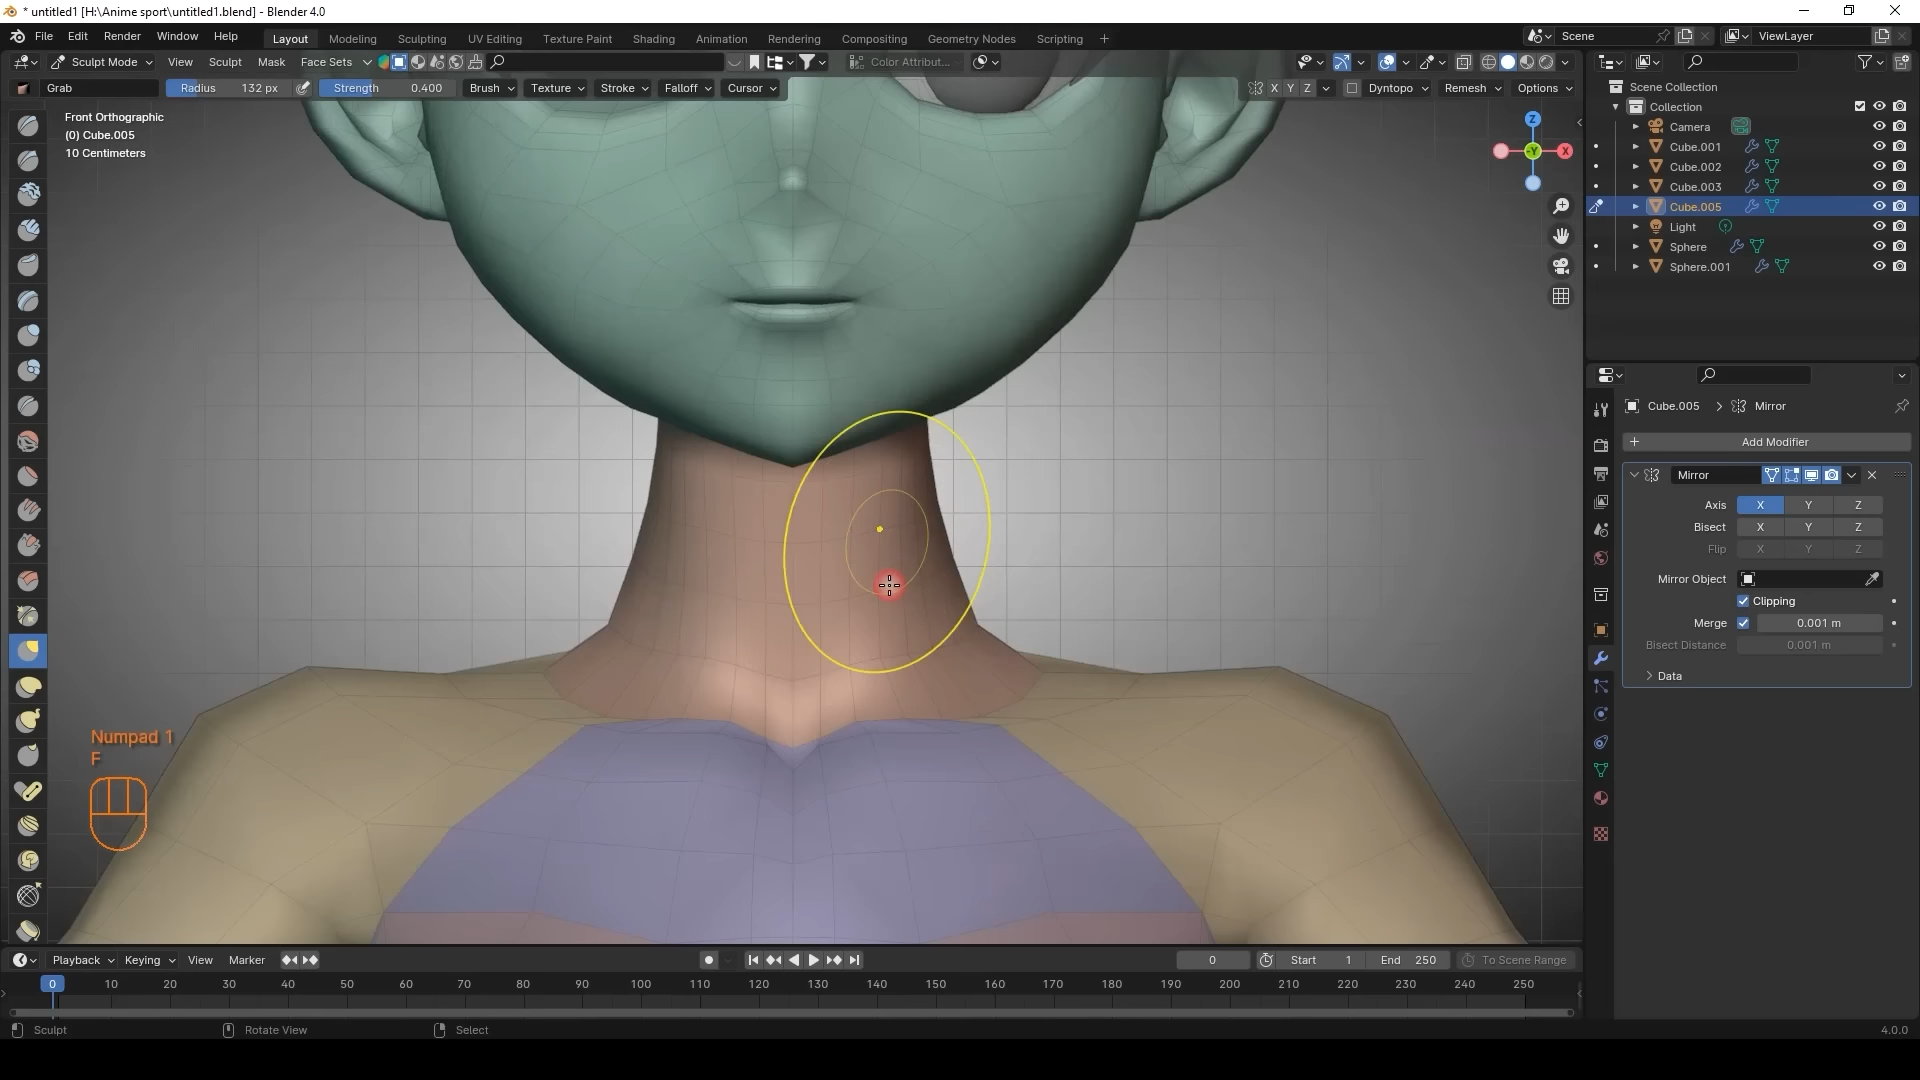 * untitled1 [H:\Anime sport\untitled1.blend] - Blender 4.0
File Edit Render Window Help Layout Modeling Sculpting UV Editing Texture Paint Shading Animation Rendering Compositing Geometry Nodes Scripting + Scene ViewLayer
Sculpt Mode View Sculpt Mask Face Sets Color Attribut...
Grab Radius 132 px Strength 0.400 Brush Texture Stroke Falloff Cursor X Y Z Dyntopo Remesh Options
Front Orthographic
(0) Cube.005
10 Centimeters
Z
-Y
X
Scene Collection
Collection
Camera
Cube.001
Cube.002
Cube.003
Cube.005
Light
Sphere
Sphere.001
Cube.005 > Mirror
+ Add Modifier
Mirror
Axis X Y Z
Bisect X Y Z
Flip X Y Z
Mirror Object
Clipping
Merge 0.001 m
Bisect Distance 0.001 m
Data
Numpad 1
F
Playback Keying View Marker 0 Start 1 End 250 To Scene Range
0 10 20 30 40 50 60 70 80 90 100 110 120 130 140 150 160 170 180 190 200 210 220 230 240 250
Sculpt Rotate View Select 4.0.0